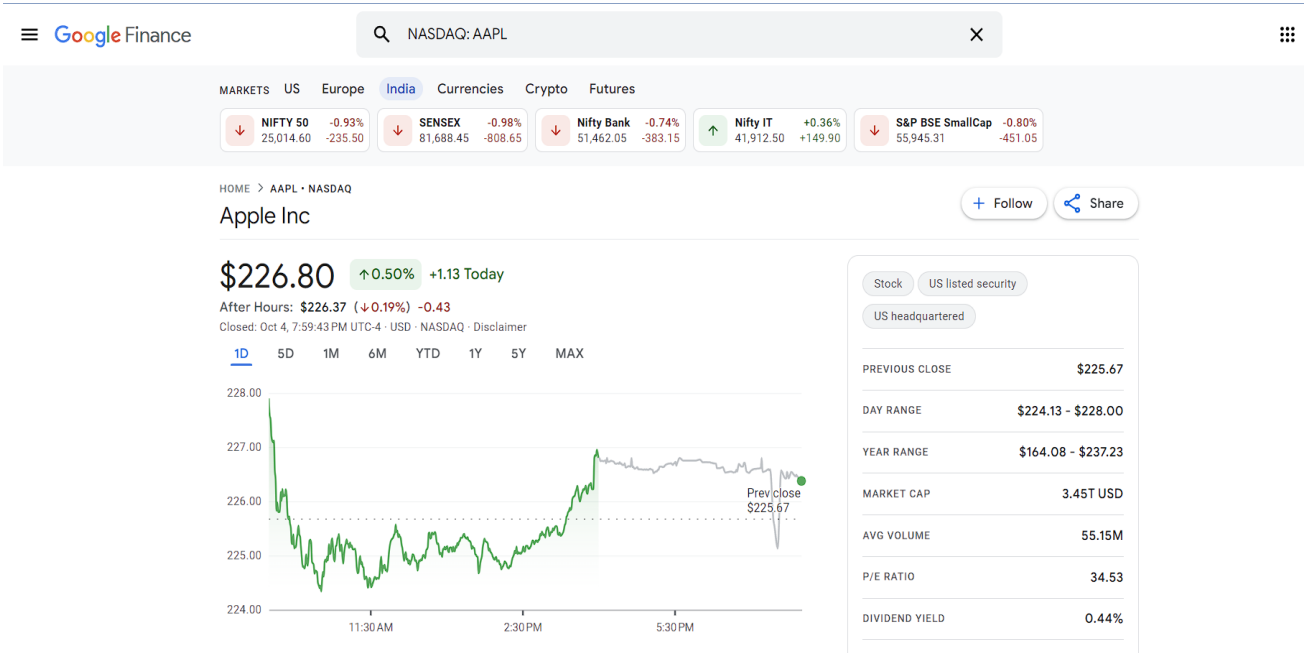 Google Finance
NASDAQ: AAPL
MARKETS US Europe India Currencies Crypto Futures
NIFTY 50 -0.93%
25,014.60 -235.50
SENSEX -0.98%
81,688.45 -808.65
Nifty Bank -0.74%
51,462.05 -383.15
Nifty IT +0.36%
41,912.50 +149.90
S&P BSE SmallCap -0.80%
55,945.31 -451.05
HOME > AAPL • NASDAQ
Apple Inc
+ Follow
Share
$226.80 ↑0.50% +1.13 Today
After Hours: $226.37 (↓0.19%) -0.43
Closed: Oct 4, 7:59:43 PM UTC-4 · USD · NASDAQ · Disclaimer
1D 5D 1M 6M YTD 1Y 5Y MAX
228.00
227.00
226.00
225.00
224.00
Prev close
$225.67
11:30 AM 2:30 PM 5:30 PM
Stock US listed security
US headquartered
PREVIOUS CLOSE $225.67
DAY RANGE $224.13 - $228.00
YEAR RANGE $164.08 - $237.23
MARKET CAP 3.45T USD
AVG VOLUME 55.15M
P/E RATIO 34.53
DIVIDEND YIELD 0.44%